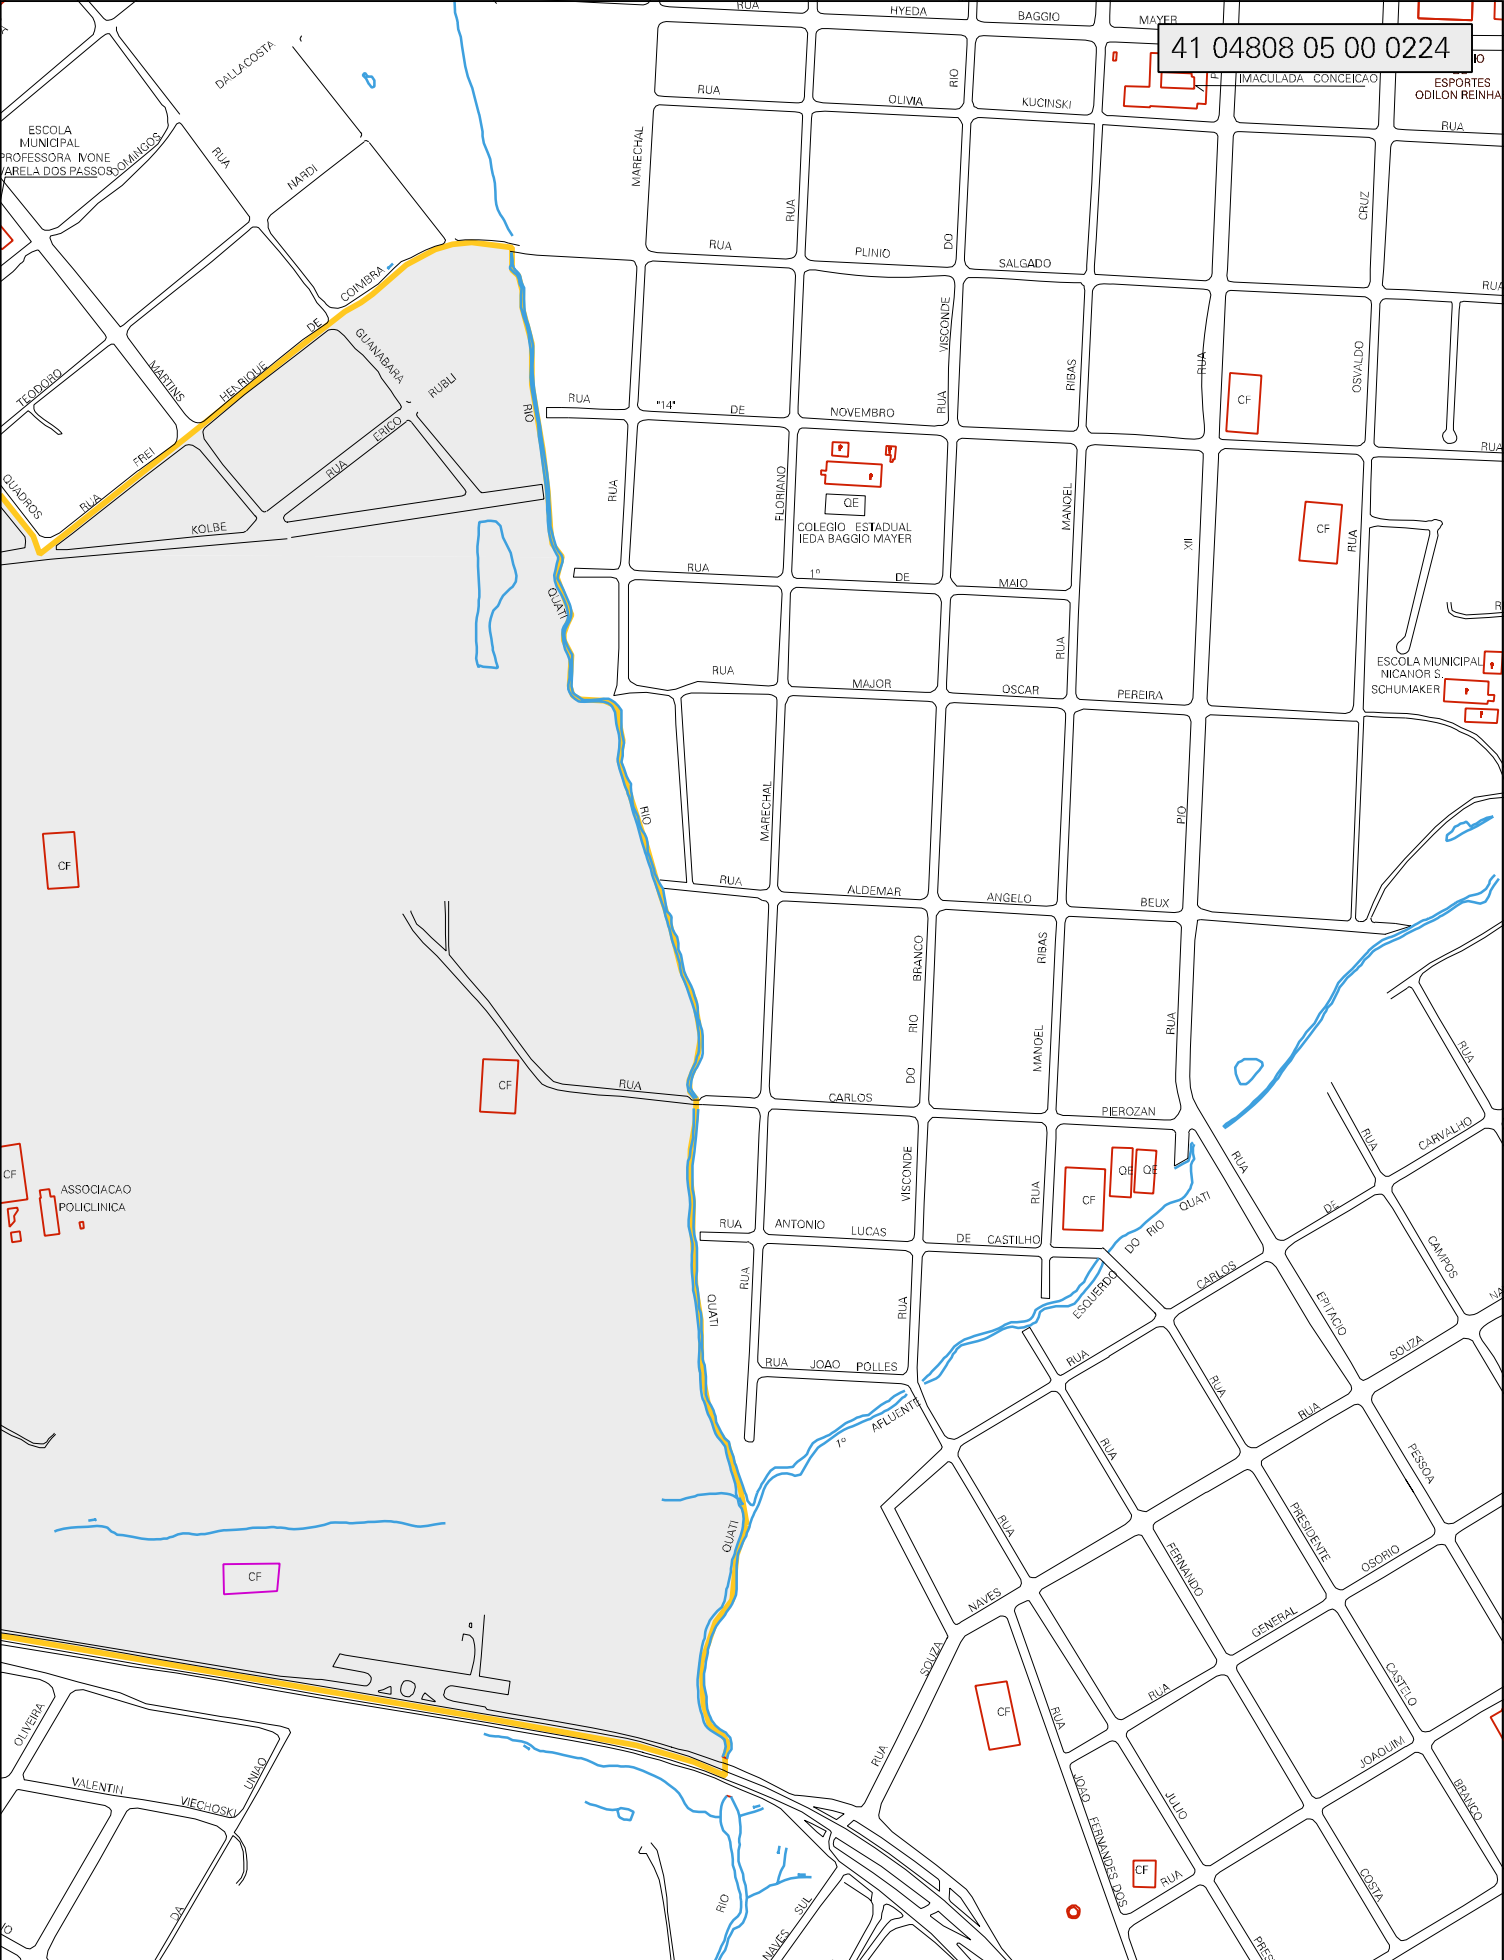 RUA
HYEDA
BAGGIO
MAYER
41 04808 05 00 0224
IMACULADA CONCEICAO
ESPORTES
ODILON REINHA
DALLACOSTA
RUA
OLIVIA
RIO
KUCINSKI
RUA
ESCOLA
MUNICIPAL
PROFESSORA IVONE
VARELA DOS PASSOS
DOMINGOS
RUA
NARDI
MARECHAL
RUA
CRUZ
RUA
PLINIO
DO
SALGADO
RUA
COIMBRA
DE
GUANABARA
VISCONDE
RUA
OSVALDO
TEODORO
MARTINS
HENRIQUE
RUBLI
RIO
RUA
"14"
DE
NOVEMBRO
RUA
RIBAS
CF
RUA
ERICO
FREI
RUA
QUADROS
RUA
KOLBE
RUA
FLORIANO
QE
COLEGIO ESTADUAL
IEDA BAGGIO MAYER
MANOEL
XII
CF
RUA
QUATI
RUA
1º
DE
MAIO
R
RUA
RUA
MAJOR
OSCAR
PEREIRA
ESCOLA MUNICIPAL
NICANOR S.
SCHUMAKER
RIO
MARECHAL
PIO
CF
RUA
ALDEMAR
ANGELO
BEUX
BRANCO
RIBAS
RIO
MANOEL
RUA
RUA
CF
RUA
DO
CARLOS
PIEROZAN
RUA
CARVALHO
CF
ASSOCIACAO
POLICLINICA
VISCONDE
RUA
CF
QE
QE
RUA
QUATI
RIO
DO
DE
RUA
ANTONIO
LUCAS
DE
CASTILHO
CAMPOS
RUA
QUATI
RUA
ESQUERDO
CARLOS
EPITACIO
NA
RUA
JOAO
POLLES
RUA
SOUZA
RUA
AFLUENTE
1º
RUA
RUA
PESSOA
QUATI
RUA
PRESIDENTE
CF
NAVES
FERNANDO
OSORIO
SOUZA
GENERAL
CASTELO
RUA
OLIVEIRA
CF
RUA
RUA
JOAQUIM
VALENTIN
VIECHOSKI
UNIAO
JOAO
FERNANDES
DOS
JULIO
BRANCO
CF
RUA
COSTA
IO
DA
RIO
NAVES
SUL
PRES